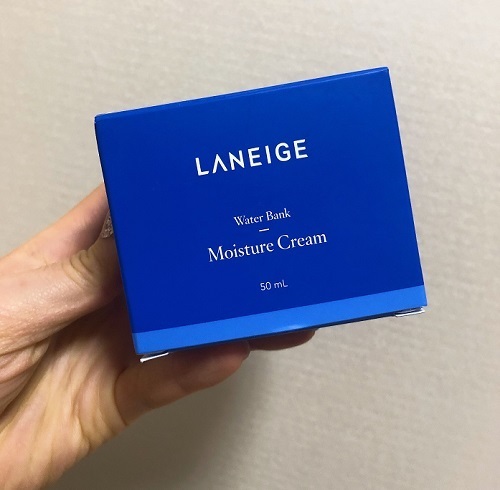 LANEIGE
Water Bank
Moisture Cream
50 mL